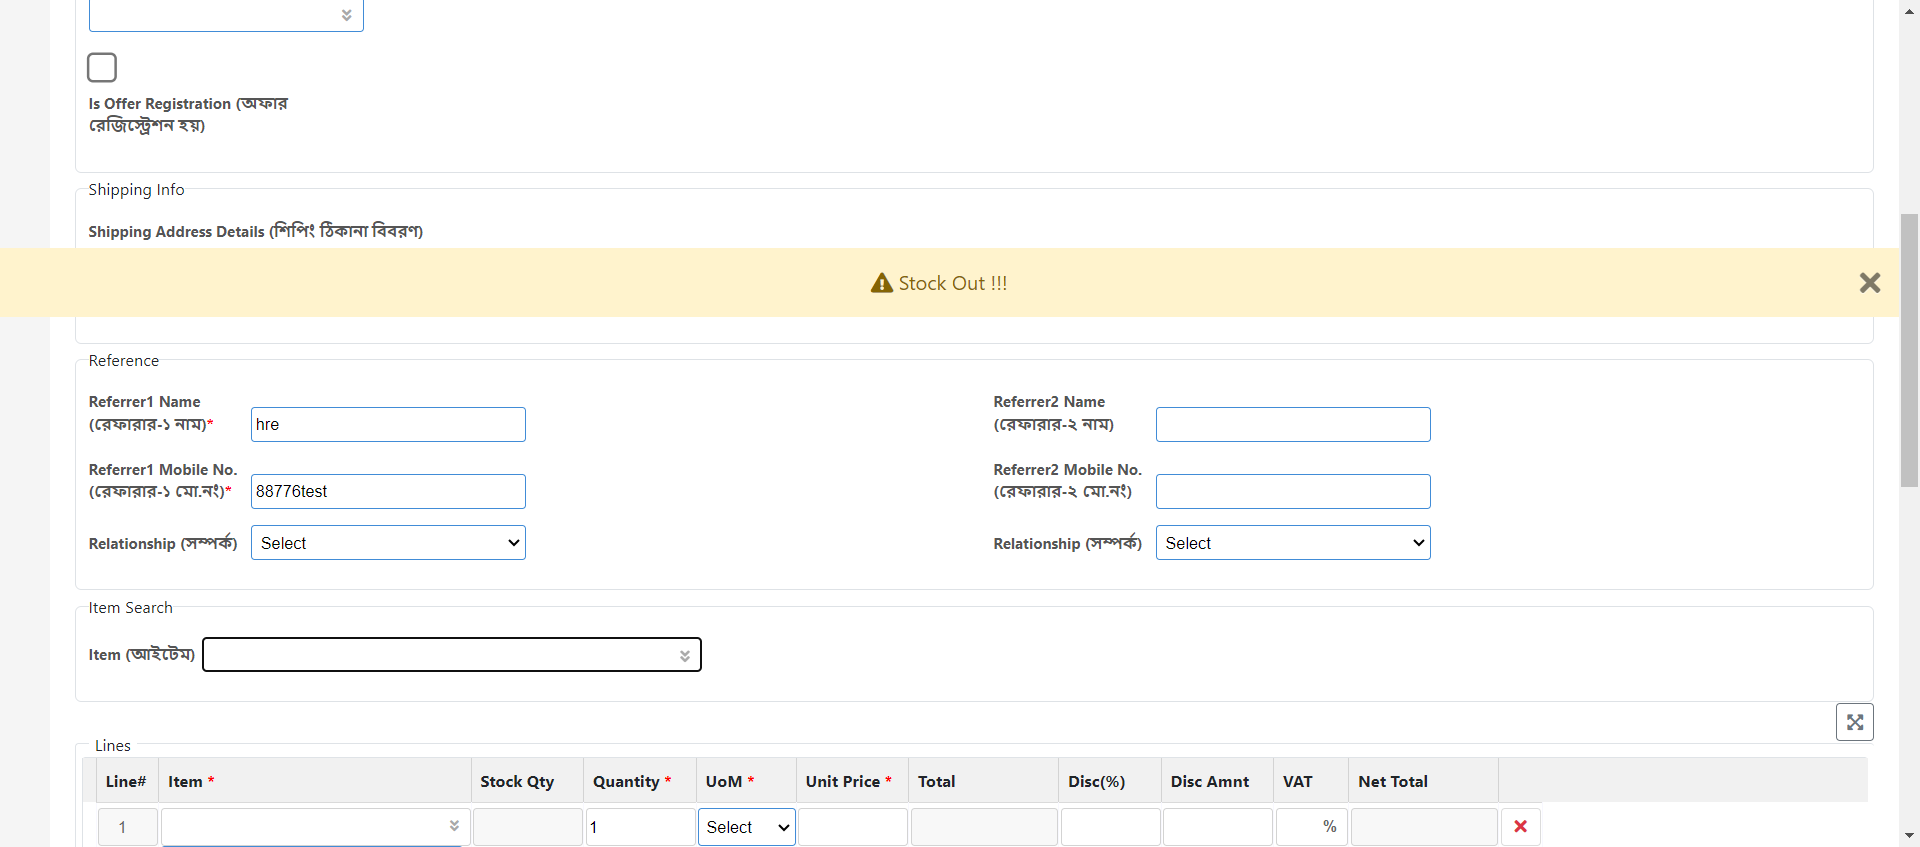 Is Offer Registration (অফার
রেজিস্ট্রেশন হয়)
Shipping Info
Shipping Address Details (শিপিং ঠিকানা বিবরণ)
Stock Out !!!
Reference
Referrer1 Name
(রেফারার-১ নাম)*
hre
Referrer2 Name
(রেফারার-২ নাম)
Referrer1 Mobile No.
(রেফারার-১ মো.নং)*
88776test
Referrer2 Mobile No.
(রেফারার-২ মো.নং)
Relationship (সম্পর্ক)
Select
Relationship (সম্পর্ক)
Select
Item Search
Item (আইটেম)
Lines
Line# Item * Stock Qty Quantity * UoM * Unit Price * Total Disc(%) Disc Amnt VAT Net Total
1 1 Select %